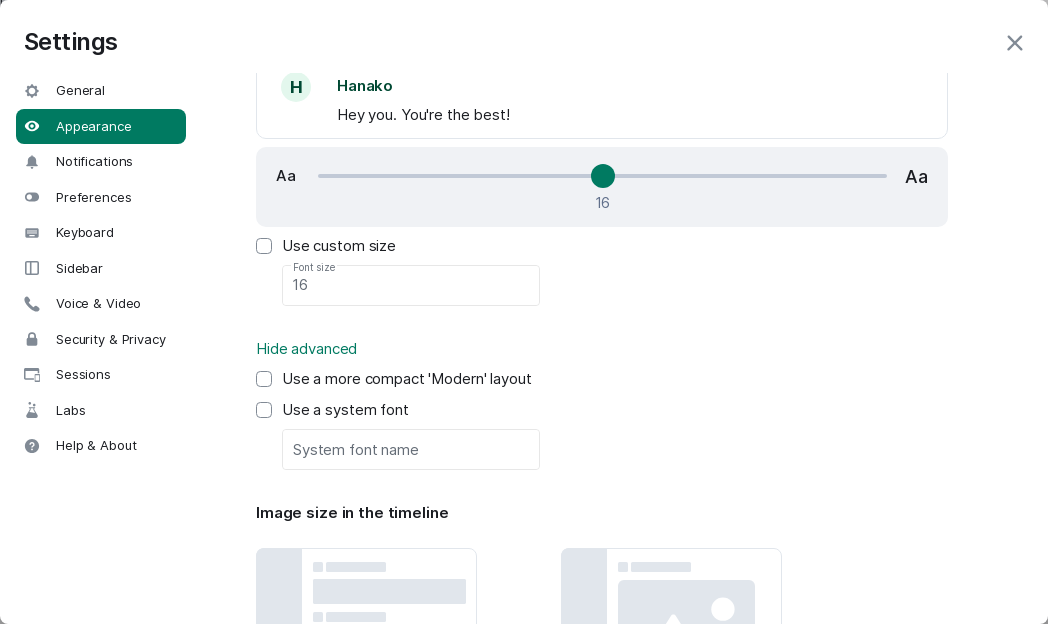 Settings
General
Appearance
Notifications
Preferences
Keyboard
Sidebar
Voice & Video
Security & Privacy
Sessions
Labs
Help & About
H Hanako
Hey you. You're the best!
Aa Aa
16
Use custom size
Font size
16
Hide advanced
Use a more compact 'Modern' layout
Use a system font
System font name
Image size in the timeline